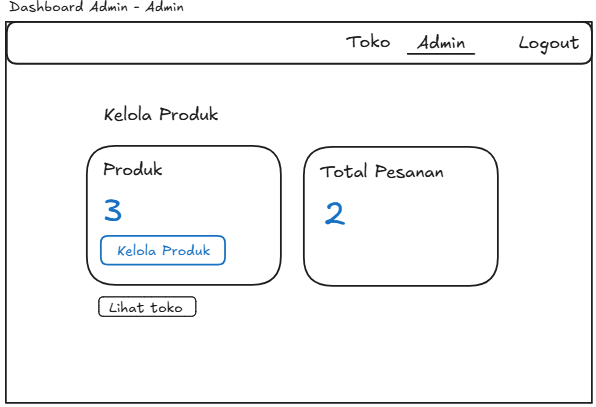 Dashboard Admin - Admin
Toko Admin Logout
Kelola Produk
Produk
3
Kelola Produk
Total Pesanan
2
Lihat toko